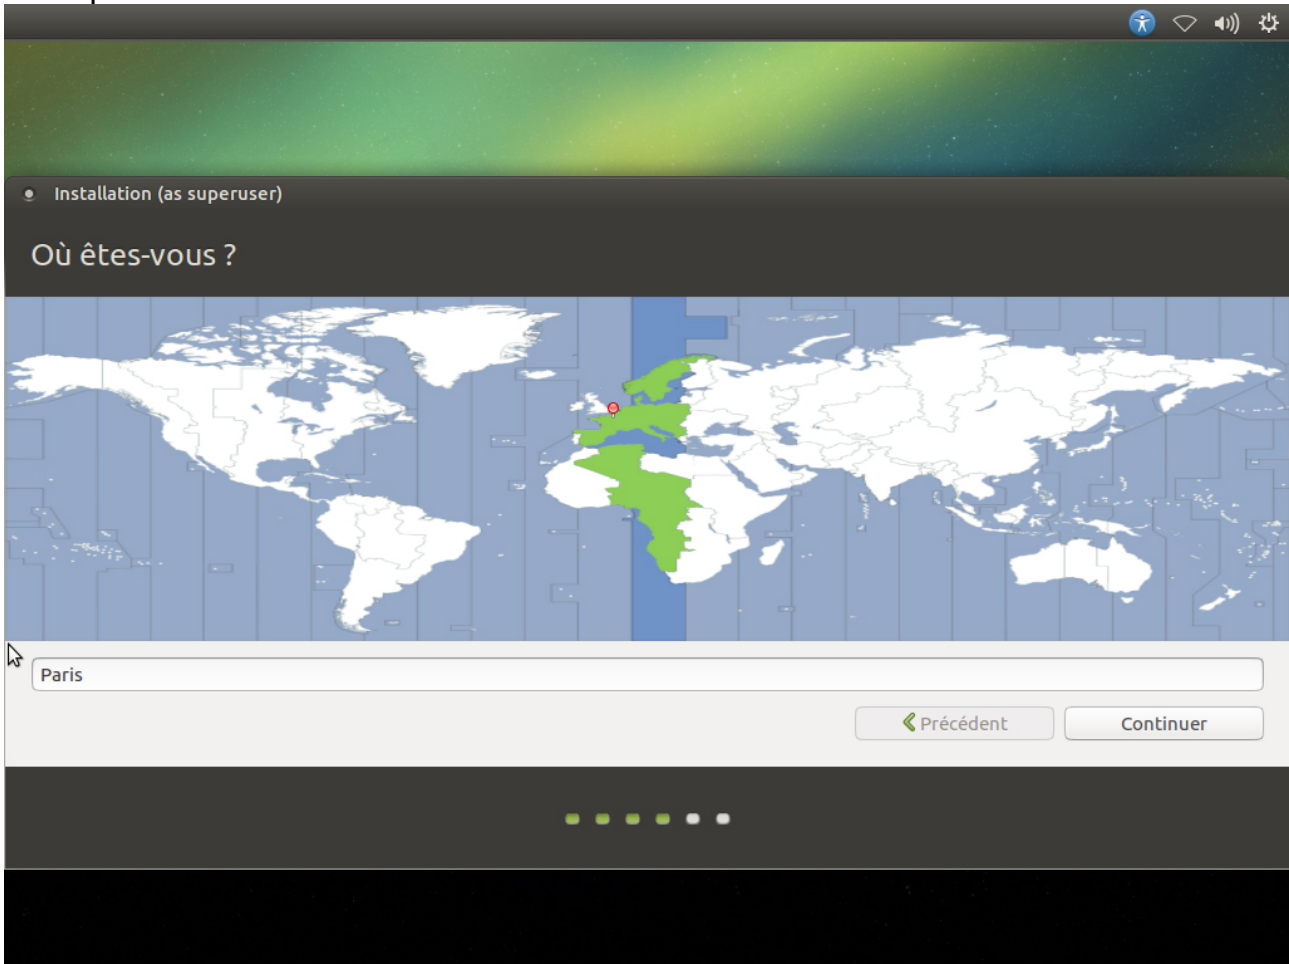 Installation (as superuser)
Où êtes-vous ?
Paris
Précédent
Continuer